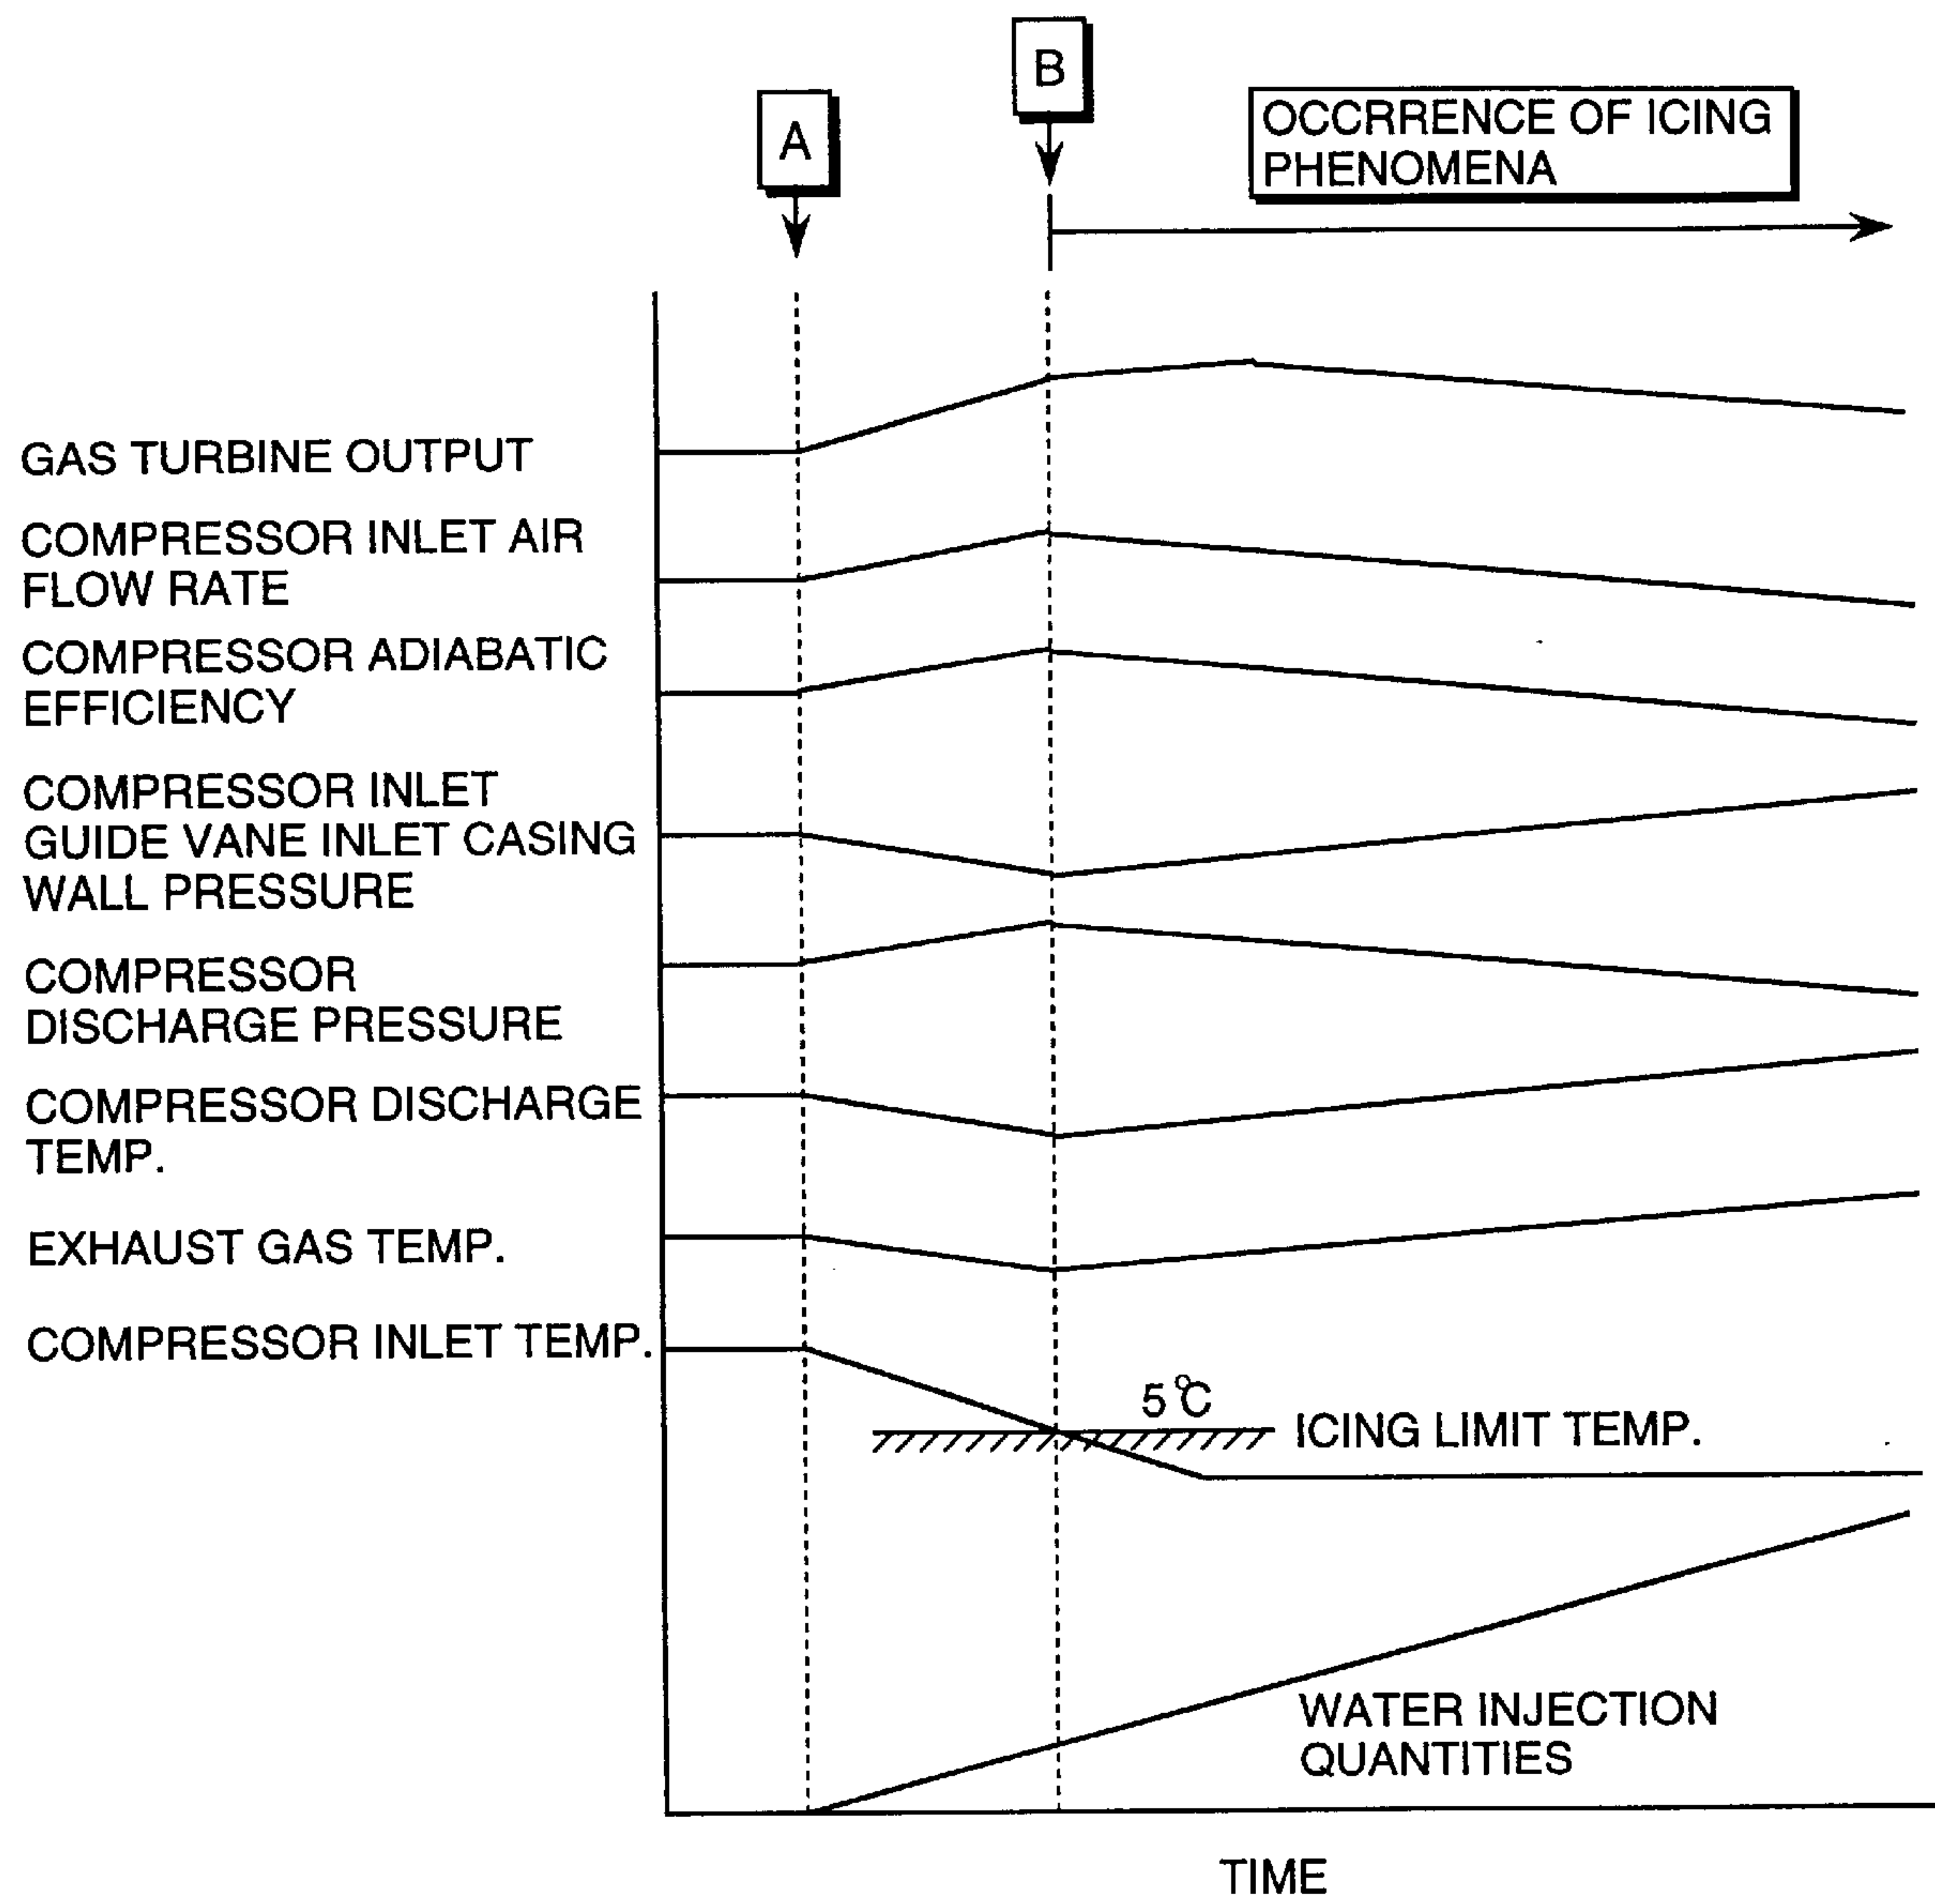 B
A
OCCRRENCE OF ICING
PHENOMENA
GAS TURBINE OUTPUT
COMPRESSOR INLET AIR
FLOW RATE
COMPRESSOR ADIABATIC
EFFICIENCY
COMPRESSOR INLET
GUIDE VANE INLET CASING
WALL PRESSURE
COMPRESSOR
DISCHARGE PRESSURE
COMPRESSOR DISCHARGE
TEMP.
EXHAUST GAS TEMP.
COMPRESSOR INLET TEMP.
5℃
ICING LIMIT TEMP.
WATER INJECTION
QUANTITIES
TIME